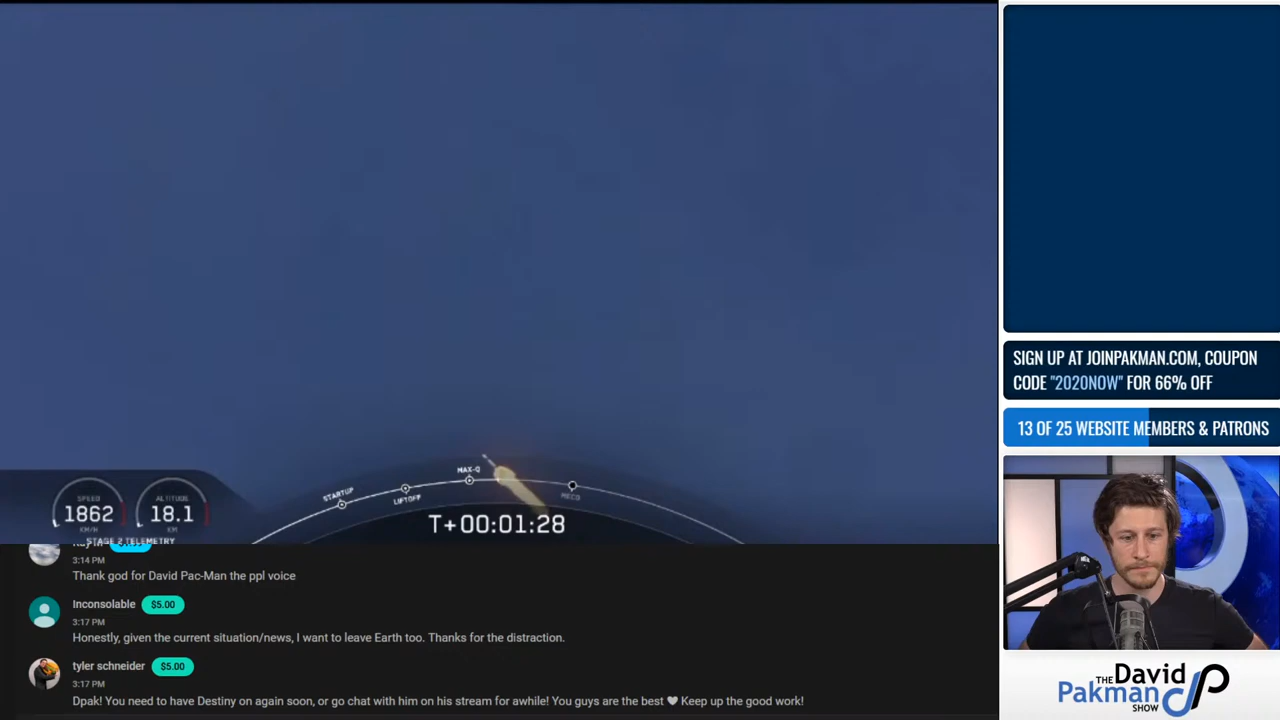 SIGN UP AT JOINPAKMAN.COM, COUPON
CODE "2020NOW" FOR 66% OFF
13 OF 25 WEBSITE MEMBERS & PATRONS
STARTUP
LIFTOFF
MAX-Q
MECO
SPEED
1862
KM/H
ALTITUDE
18.1
KM
STAGE 2 TELEMETRY
T+00:01:28
3:14 PM
Thank god for David Pac-Man the ppl voice
Inconsolable $5.00
3:17 PM
Honestly, given the current situation/news, I want to leave Earth too. Thanks for the distraction.
tyler schneider $5.00
3:17 PM
Dpak! You need to have Destiny on again soon, or go chat with him on his stream for awhile! You guys are the best ♥ Keep up the good work!
THE David
Pakman
SHOW